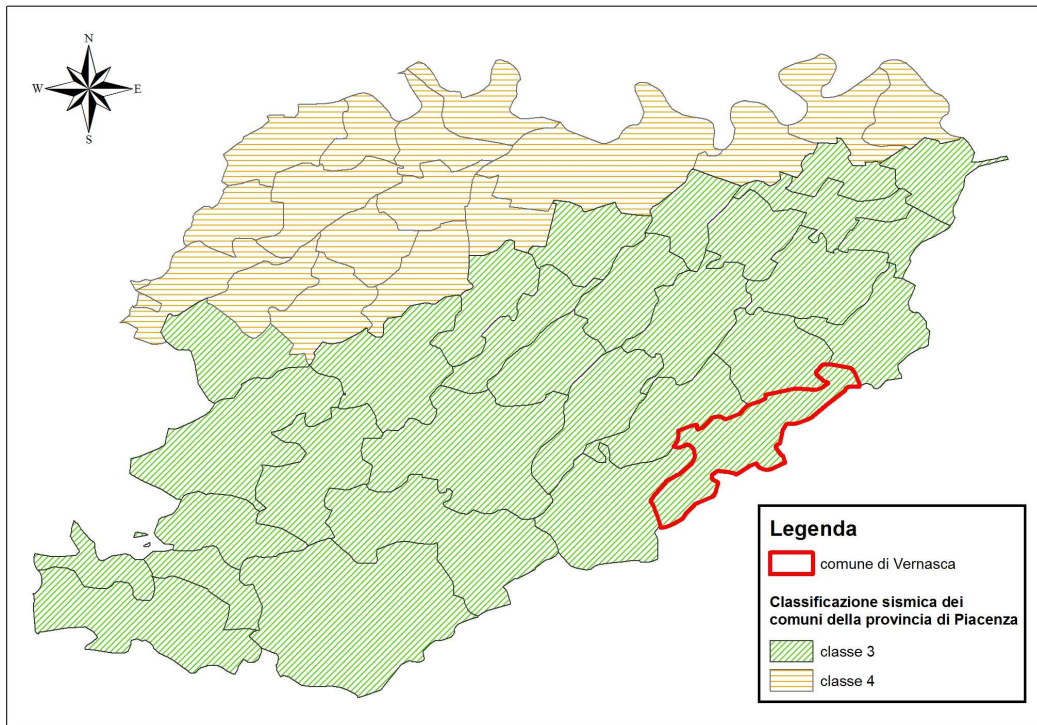 N
W
E
S
Legenda
comune di Vernasca
Classificazione sismica dei
comuni della provincia di Piacenza
classe 3
classe 4